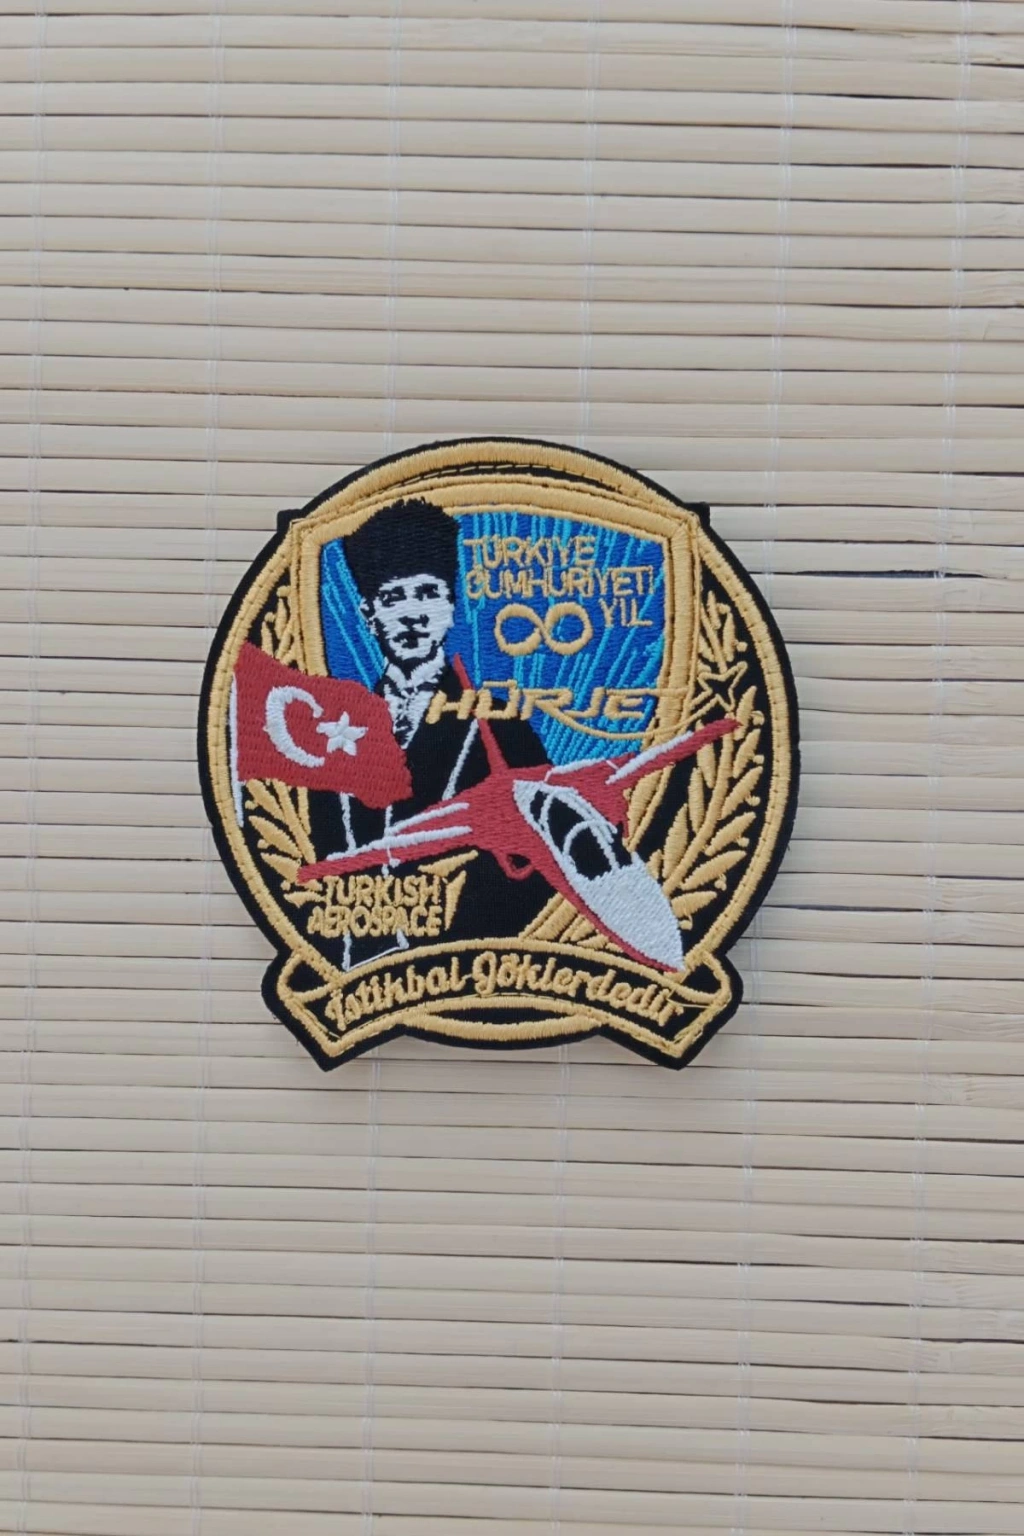 TÜRKİYE
CUMHURİYETİ
∞ YIL
HÜRJET
TURKISH
AEROSPACE
İstikbal Göklerdedir